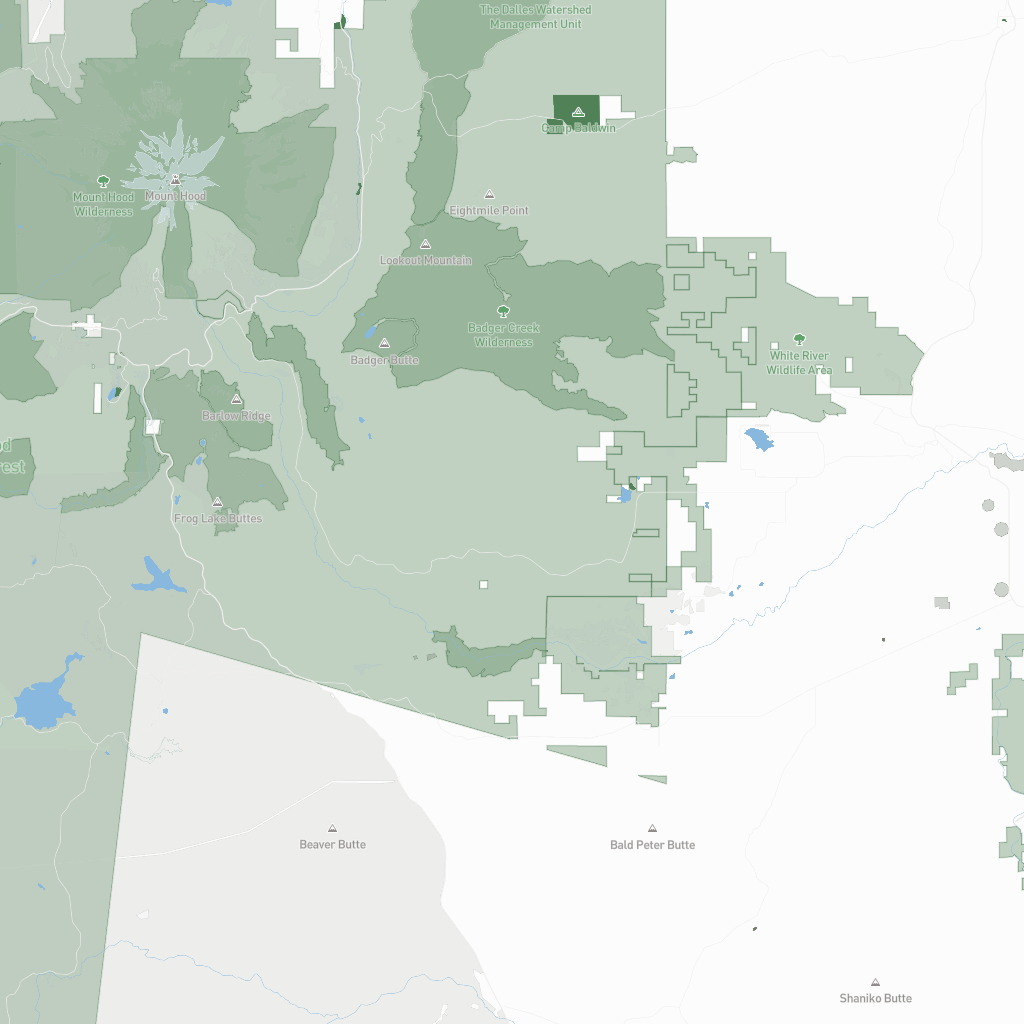 The Dalles Watershed
Management Unit
Camp Baldwin
Mount Hood
Wilderness
Mount Hood
Eightmile Point
Lookout Mountain
Badger Creek
Wilderness
Badger Butte
White River
Wildlife Area
Barlow Ridge
od
rest
Frog Lake Buttes
Beaver Butte
Bald Peter Butte
Shaniko Butte